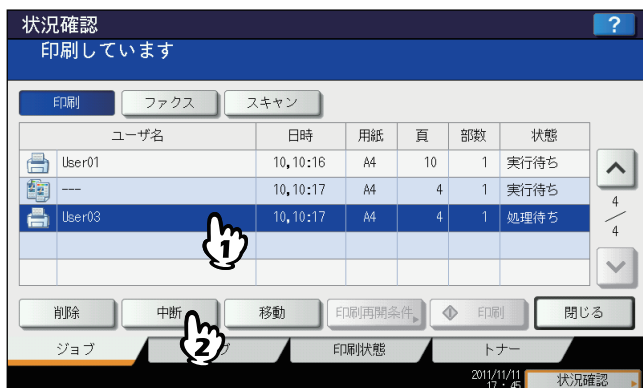 状況確認
?
印刷しています
印刷 ファクス スキャン
ユーザ名 日時 用紙 頁 部数 状態
User01 10,10:16 A4 10 1 実行待ち
--- 10,10:17 A4 4 1 実行待ち
User03 10,10:17 A4 4 1 処理待ち
4
4
1
削除 中断 移動 印刷再開条件 印刷 閉じる
2
ジョブ グ 印刷状態 トナー
2011/11/11
17:45
状況確認